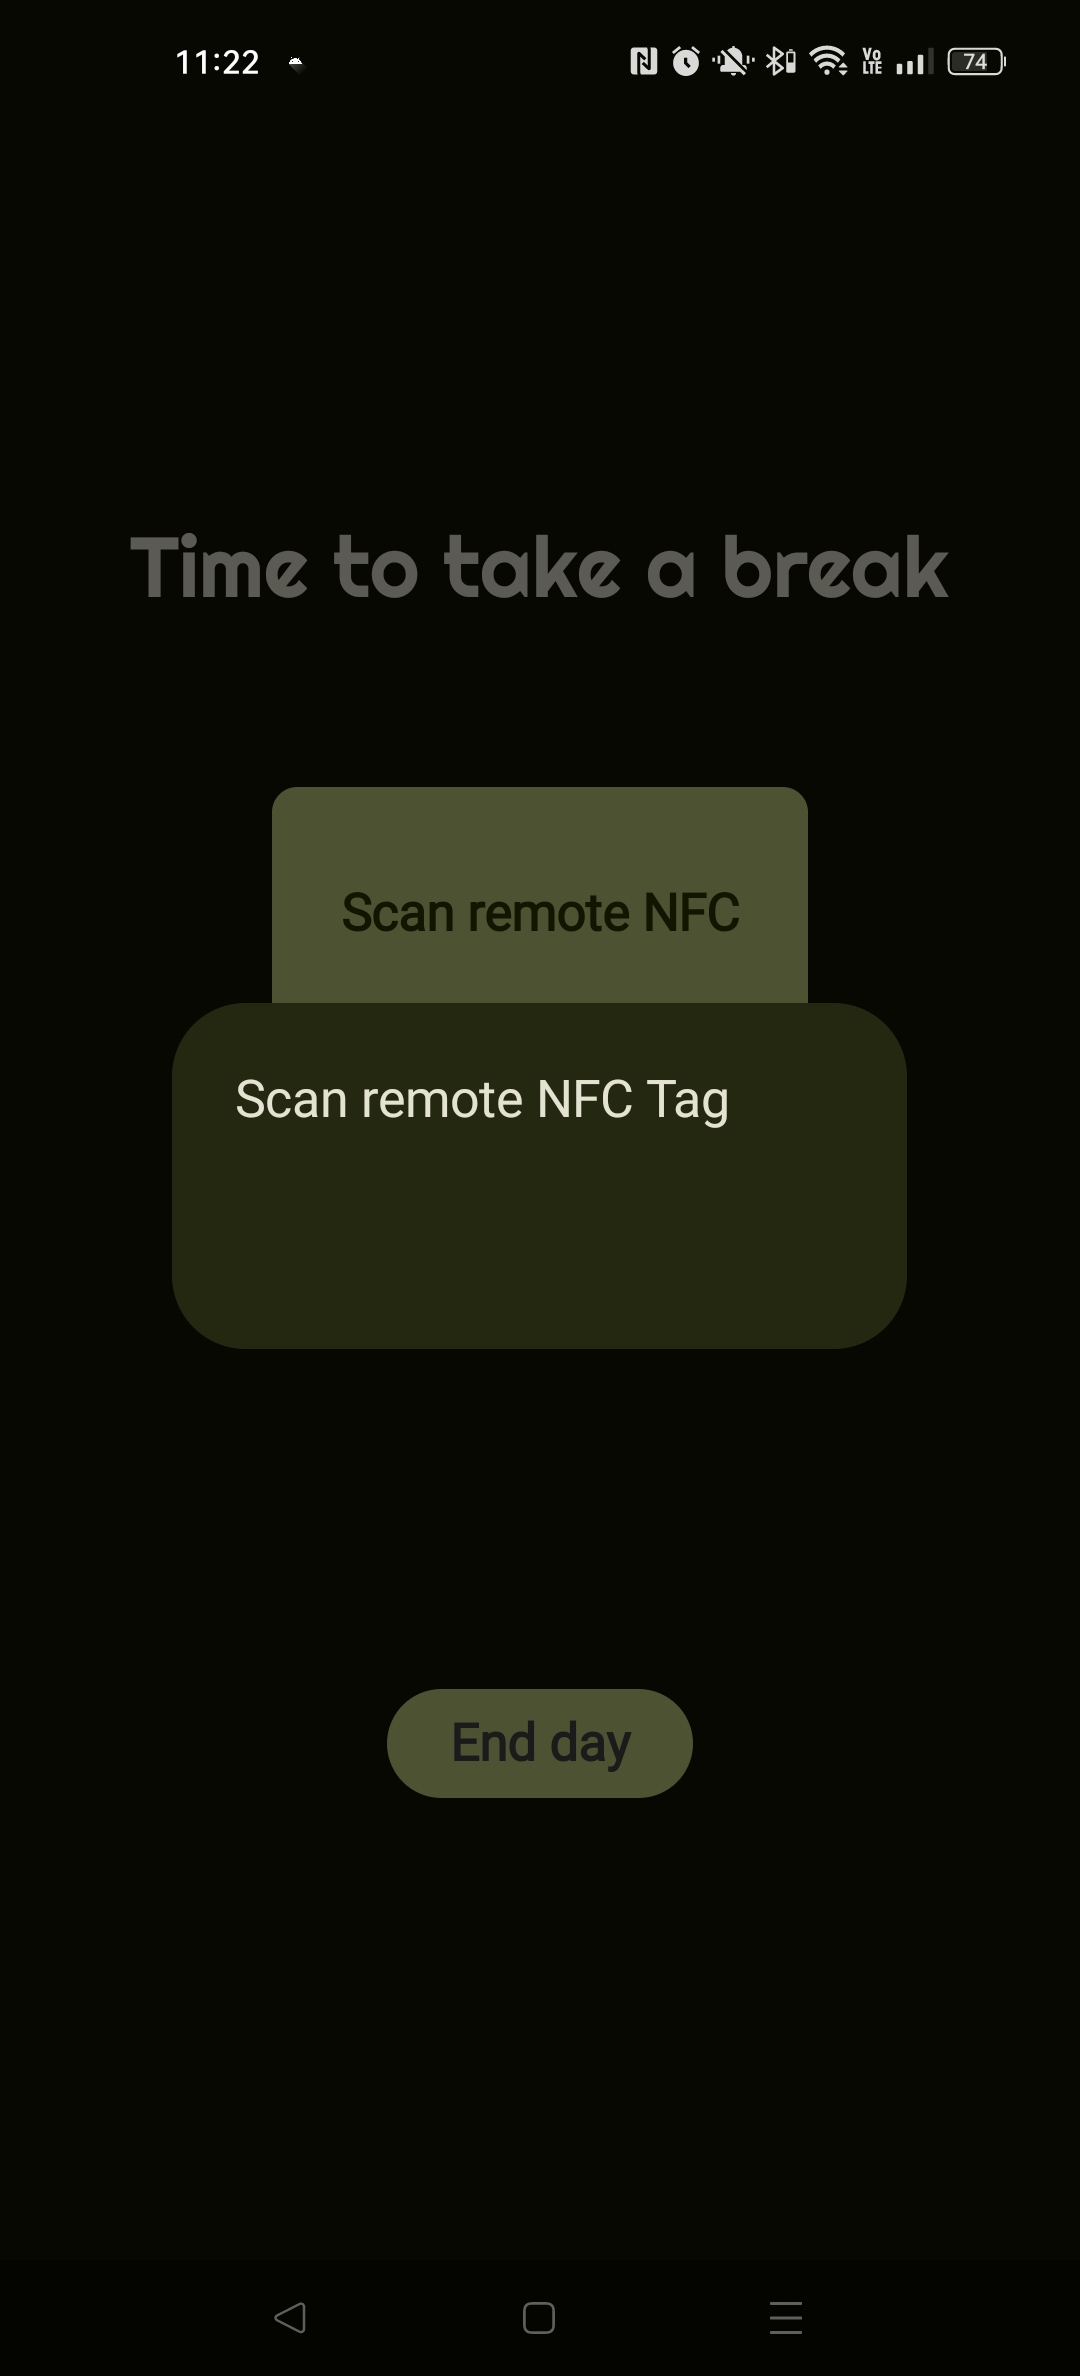 11:22
Vo
LTE
74
Time to take a break
Scan remote NFC
Scan remote NFC Tag
End day